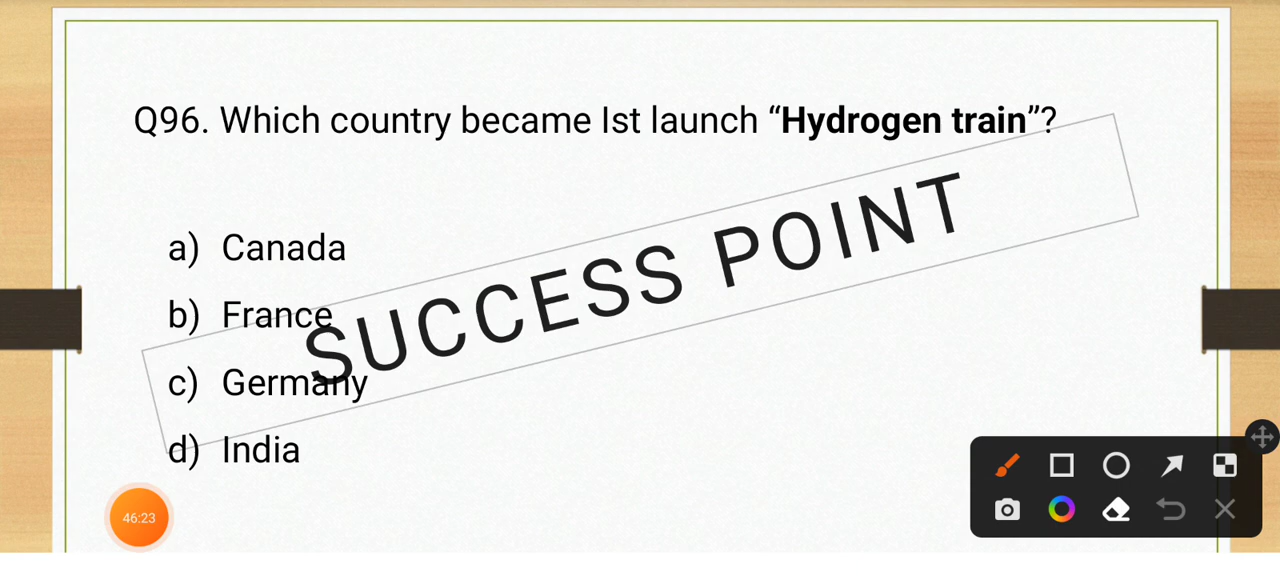 Q96. Which country became Ist launch “Hydrogen train”?
a) Canada
b) France
c) Germany
d) India
SUCCESS POINT
46:23